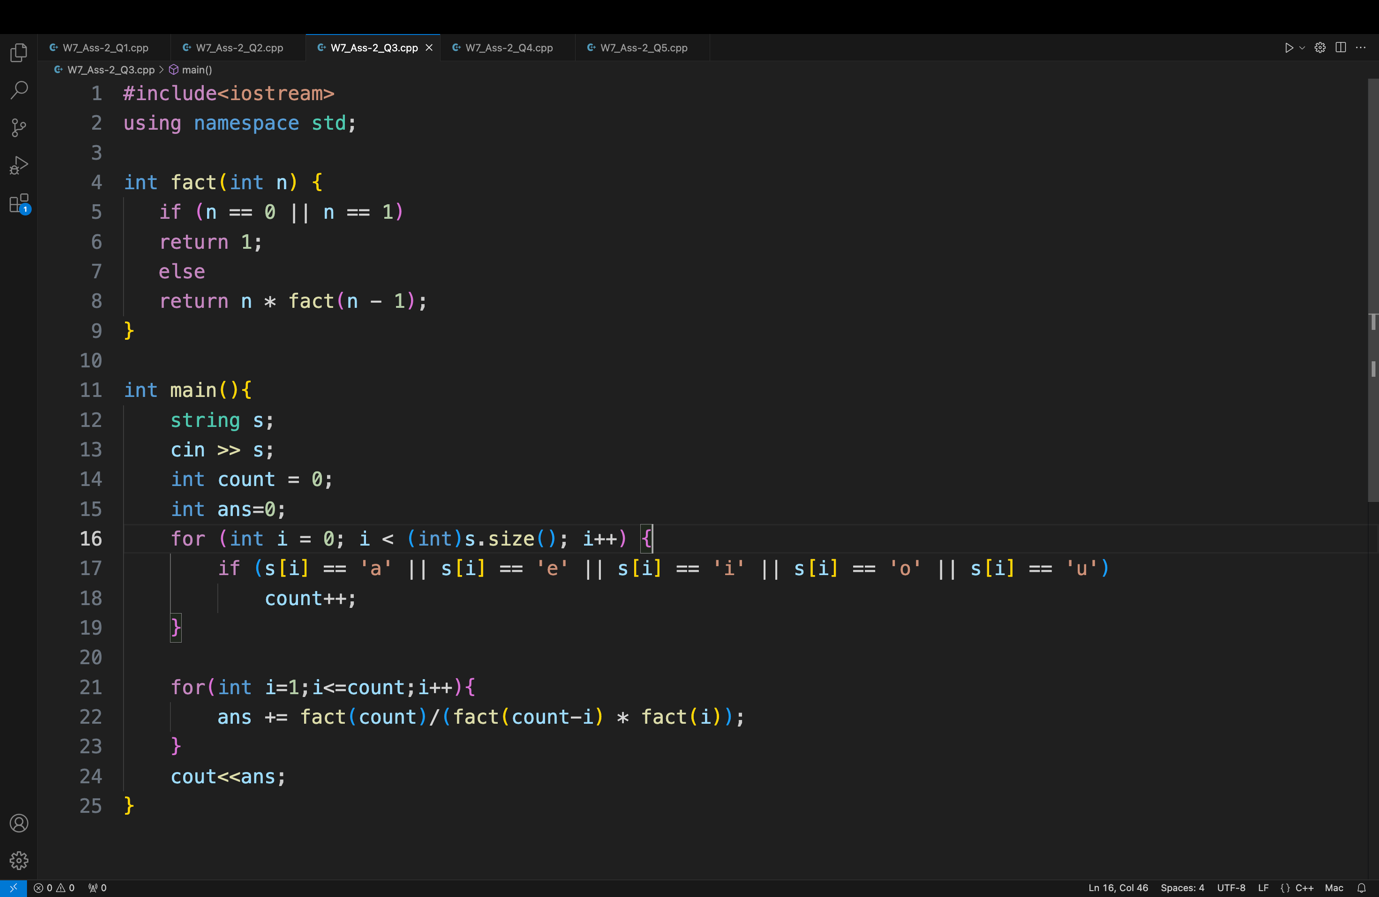 W7_Ass-2_Q1.cpp W7_Ass-2_Q2.cpp W7_Ass-2_Q3.cpp W7_Ass-2_Q4.cpp W7_Ass-2_Q5.cpp
W7_Ass-2_Q3.cpp > main()
1 #include<iostream>
2 using namespace std;
3
4 int fact(int n) {
5 if (n == 0 || n == 1)
6 return 1;
7 else
8 return n * fact(n - 1);
9 }
10
11 int main(){
12 string s;
13 cin >> s;
14 int count = 0;
15 int ans=0;
16 for (int i = 0; i < (int)s.size(); i++) {
17 if (s[i] == 'a' || s[i] == 'e' || s[i] == 'i' || s[i] == 'o' || s[i] == 'u')
18 count++;
19 }
20
21 for(int i=1;i<=count;i++){
22 ans += fact(count)/(fact(count-i) * fact(i));
23 }
24 cout<<ans;
25 }
1
0 0 0 Ln 16, Col 46 Spaces: 4 UTF-8 LF {} C++ Mac